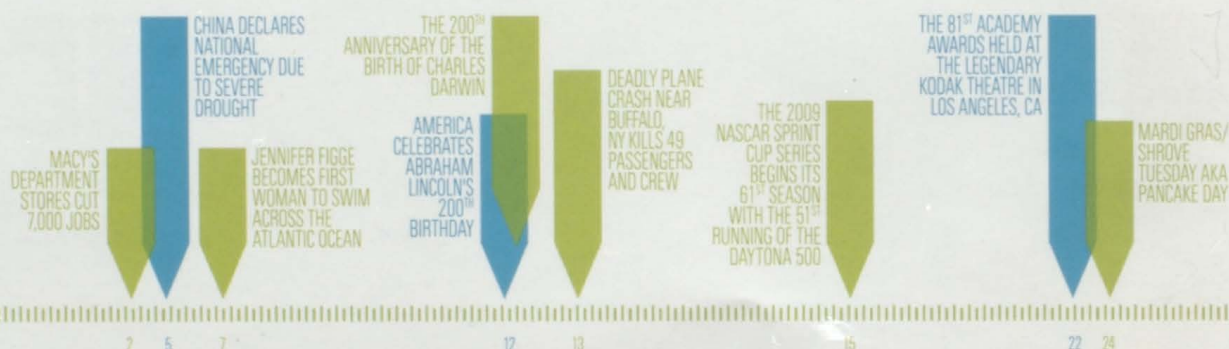 MACY'S
DEPARTMENT
STORES CUT
7,000 JOBS
CHINA DECLARES
NATIONAL
EMERGENCY DUE
TO SEVERE
DROUGHT
JENNIFER FIGGE
BECOMES FIRST
WOMAN TO SWIM
ACROSS THE
ATLANTIC OCEAN
THE 200TH
ANNIVERSARY OF THE
BIRTH OF CHARLES
DARWIN
AMERICA
CELEBRATES
ABRAHAM
LINCOLN'S
200TH
BIRTHDAY
DEADLY PLANE
CRASH NEAR
BUFFALO,
NY KILLS 49
PASSENGERS
AND CREW
THE 2009
NASCAR SPRINT
CUP SERIES
BEGINS ITS
61ST SEASON
WITH THE 51ST
RUNNING OF THE
DAYTONA 500
THE 81ST ACADEMY
AWARDS HELD AT
THE LEGENDARY
KODAK THEATRE IN
LOS ANGELES, CA
MARDI GRAS,
SHROVE
TUESDAY AKA
PANCAKE DAY
2 5 7 12 13 15 22 24